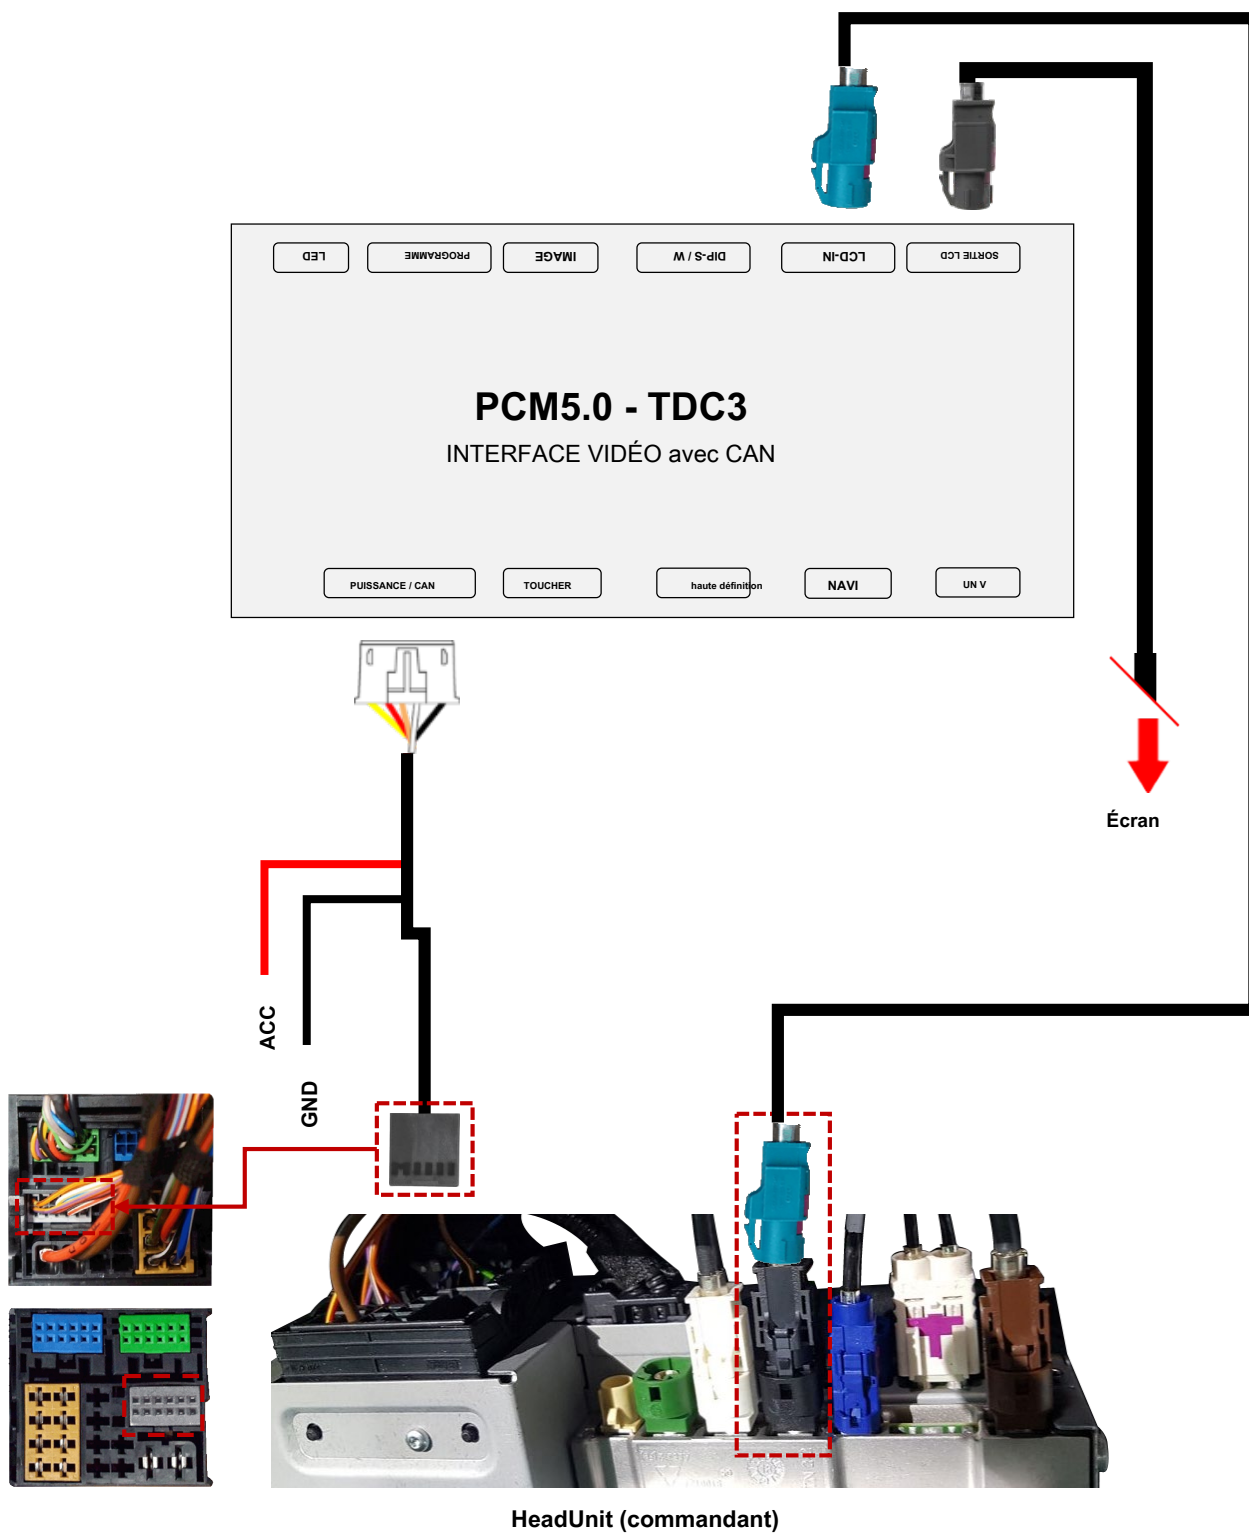 LED
PROGRAMME
IMAGE
DIP-S / W
LCD-IN
SORTIE LCD
PCM5.0 - TDC3
INTERFACE VIDÉO avec CAN
PUISSANCE / CAN
TOUCHER
haute définition
NAVI
UN V
Écran
ACC
GND
HeadUnit (commandant)